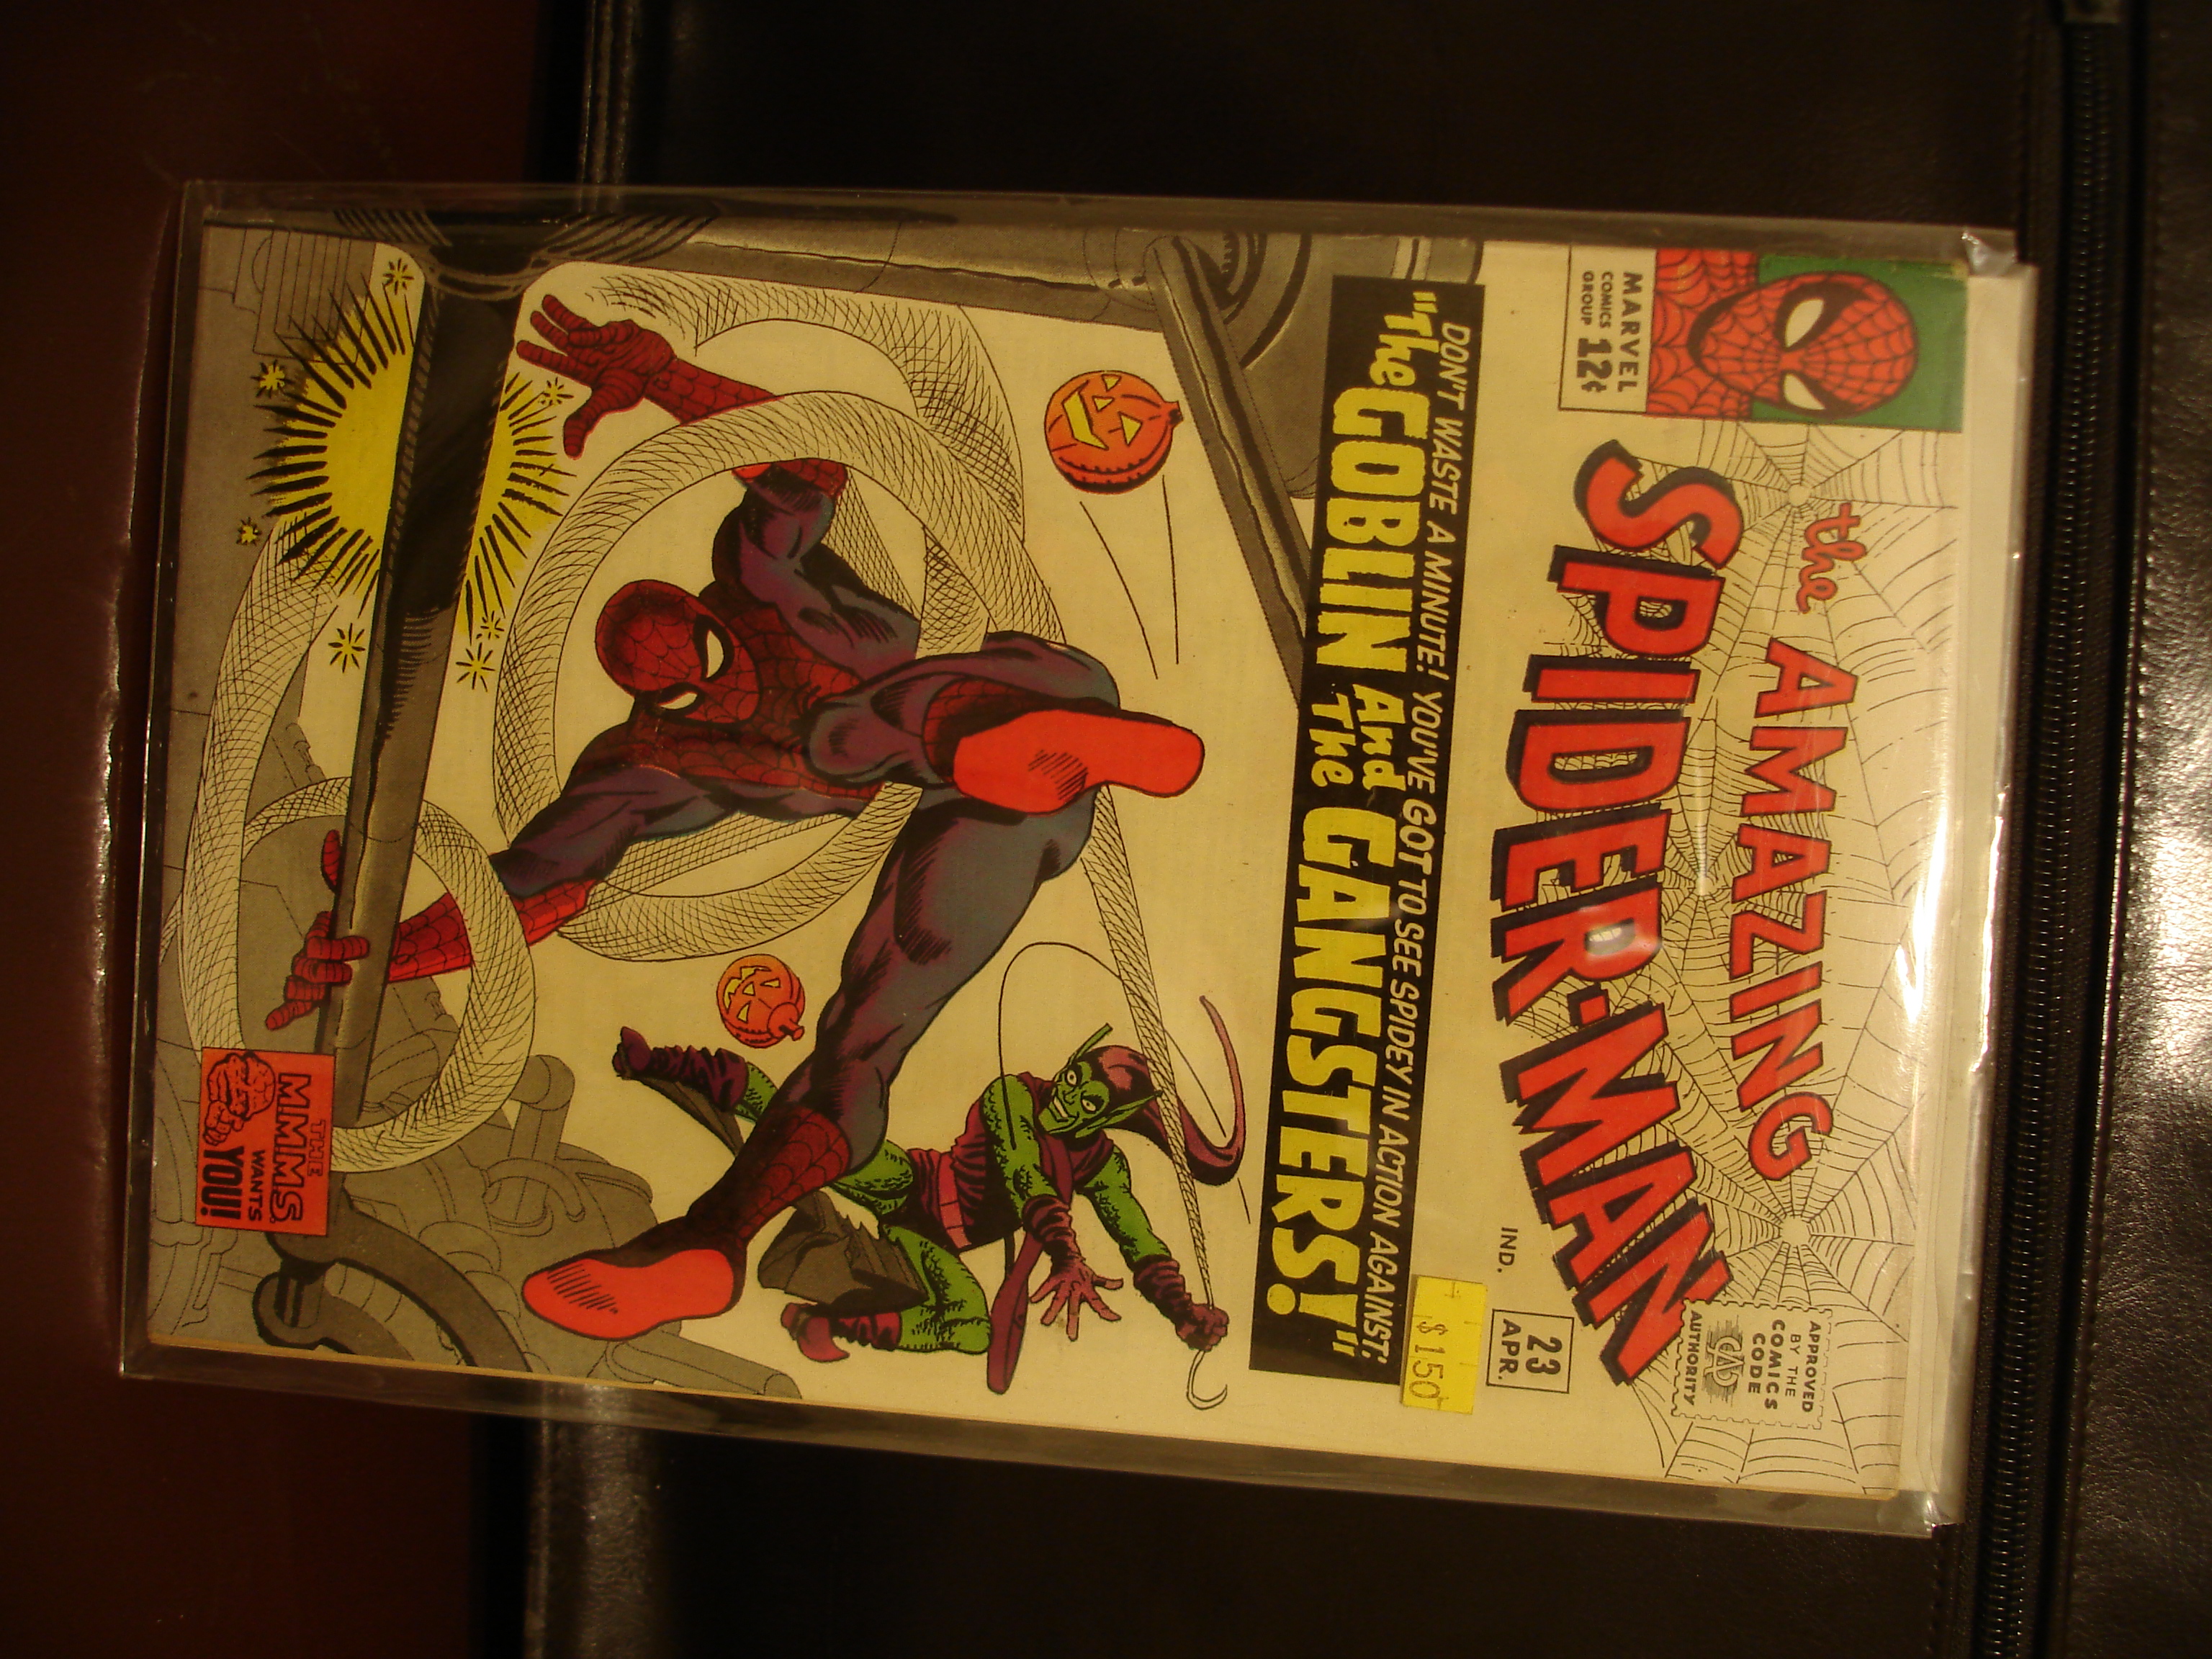 MARVEL
COMICS
GROUP 12¢
the AMAZING
SPIDER-MAN
APPROVED
BY THE
COMICS
CODE
CA
AUTHORITY
IND.
23
APR.
$150
DON'T WASTE A MINUTE! YOU'VE GOT TO SEE SPIDEY IN ACTION AGAINST:
"The GOBLIN And The GANGSTERS!"
THE
M.M.M.S.
WANTS
YOU!